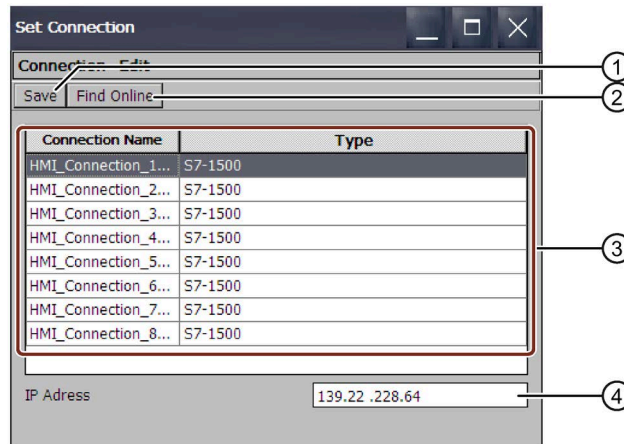 Set Connection
Connection Edit
Save Find Online
Connection Name Type
HMI_Connection_1... S7-1500
HMI_Connection_2... S7-1500
HMI_Connection_3... S7-1500
HMI_Connection_4... S7-1500
HMI_Connection_5... S7-1500
HMI_Connection_6... S7-1500
HMI_Connection_7... S7-1500
HMI_Connection_8... S7-1500
IP Adress 139.22 .228.64
1
2
3
4